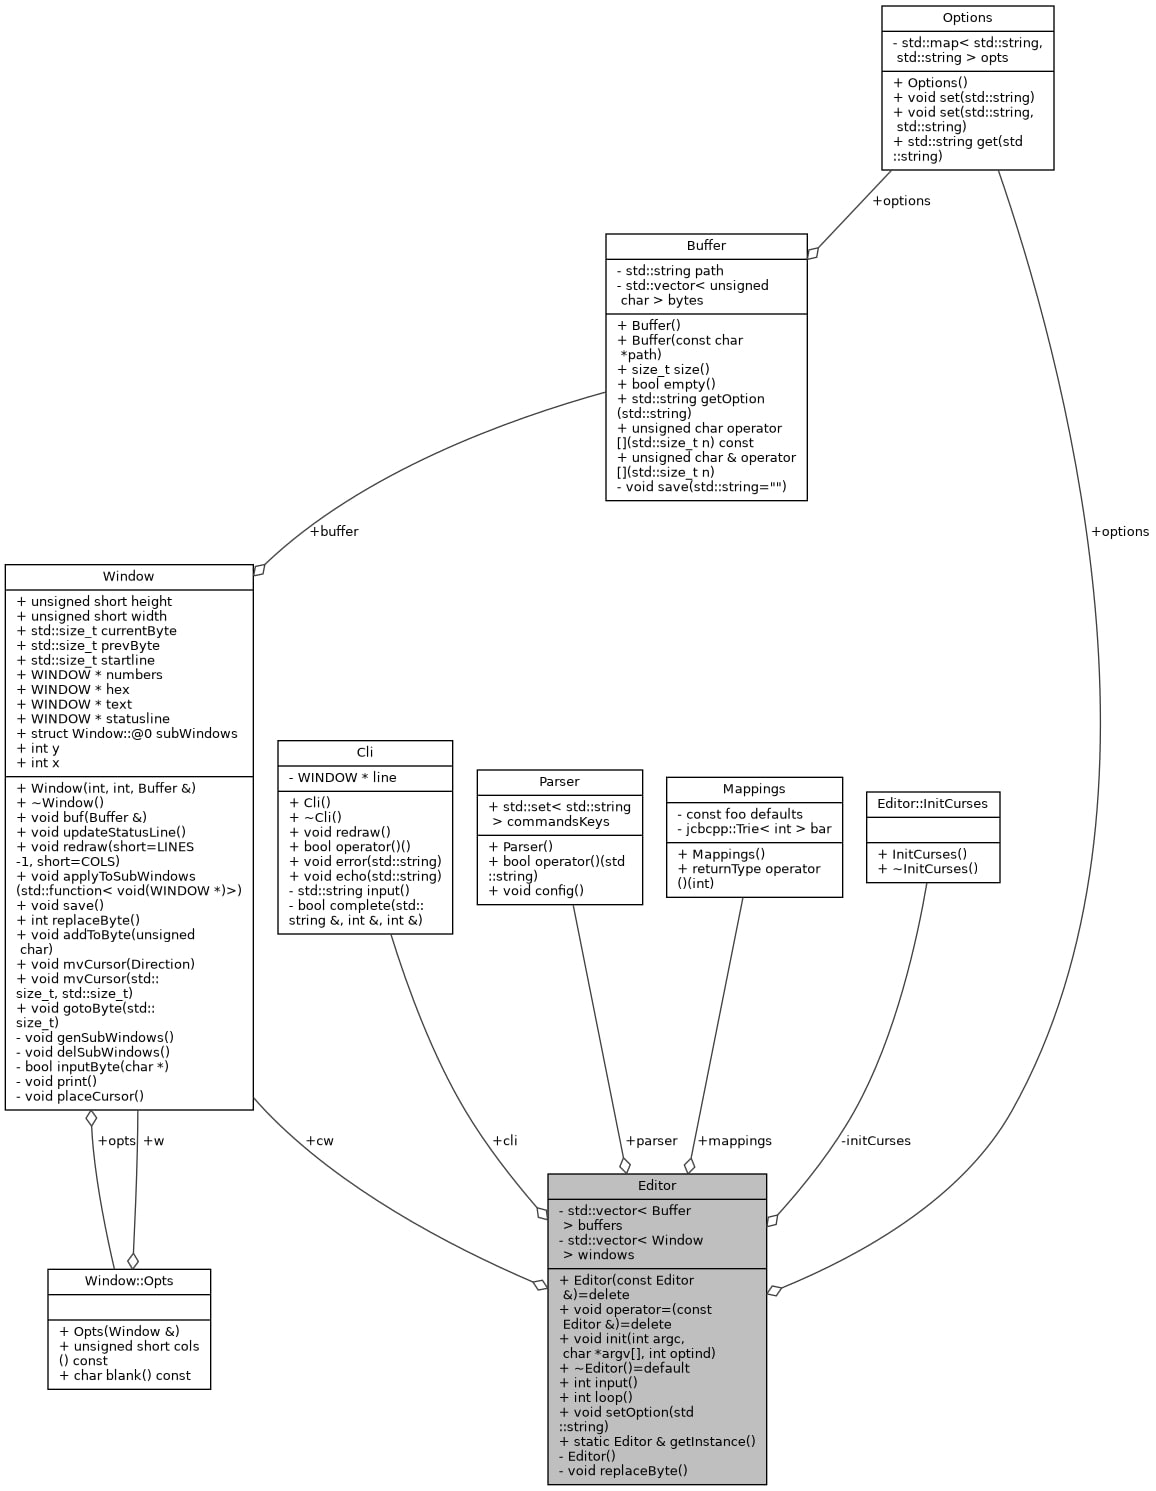 Options
- std::map< std::string,
std::string > opts
+ Options()
+ void set(std::string)
+ void set(std::string,
std::string)
+ std::string get(std
::string)
+options
Buffer
- std::string path
- std::vector< unsigned
char > bytes
+ Buffer()
+ Buffer(const char
*path)
+ size_t size()
+ bool empty()
+ std::string getOption
(std::string)
+ unsigned char operator
[](std::size_t n) const
+ unsigned char & operator
[](std::size_t n)
- void save(std::string="")
+buffer
+options
Window
+ unsigned short height
+ unsigned short width
+ std::size_t currentByte
+ std::size_t prevByte
+ std::size_t startline
+ WINDOW * numbers
+ WINDOW * hex
+ WINDOW * text
+ WINDOW * statusline
+ struct Window::@0 subWindows
+ int y
+ int x
+ Window(int, int, Buffer &)
+ ~Window()
+ void buf(Buffer &)
+ void updateStatusLine()
+ void redraw(short=LINES
-1, short=COLS)
+ void applyToSubWindows
(std::function< void(WINDOW *)>)
+ void save()
+ int replaceByte()
+ void addToByte(unsigned
char)
+ void mvCursor(Direction)
+ void mvCursor(std::
size_t, std::size_t)
+ void gotoByte(std::
size_t)
- void genSubWindows()
- void delSubWindows()
- bool inputByte(char *)
- void print()
- void placeCursor()
Cli
- WINDOW * line
+ Cli()
+ ~Cli()
+ void redraw()
+ bool operator()()
+ void error(std::string)
+ void echo(std::string)
- std::string input()
- bool complete(std::
string &, int &, int &)
Parser
+ std::set< std::string
> commandsKeys
+ Parser()
+ bool operator()(std
::string)
+ void config()
Mappings
- const foo defaults
- jcbcpp::Trie< int > bar
+ Mappings()
+ returnType operator
()(int)
Editor::InitCurses
+ InitCurses()
+ ~InitCurses()
+opts
+w
+cw
+cli
+parser
+mappings
-initCurses
Window::Opts
+ Opts(Window &)
+ unsigned short cols
() const
+ char blank() const
Editor
- std::vector< Buffer
> buffers
- std::vector< Window
> windows
+ Editor(const Editor
&)=delete
+ void operator=(const
Editor &)=delete
+ void init(int argc,
char *argv[], int optind)
+ ~Editor()=default
+ int input()
+ int loop()
+ void setOption(std
::string)
+ static Editor & getInstance()
- Editor()
- void replaceByte()